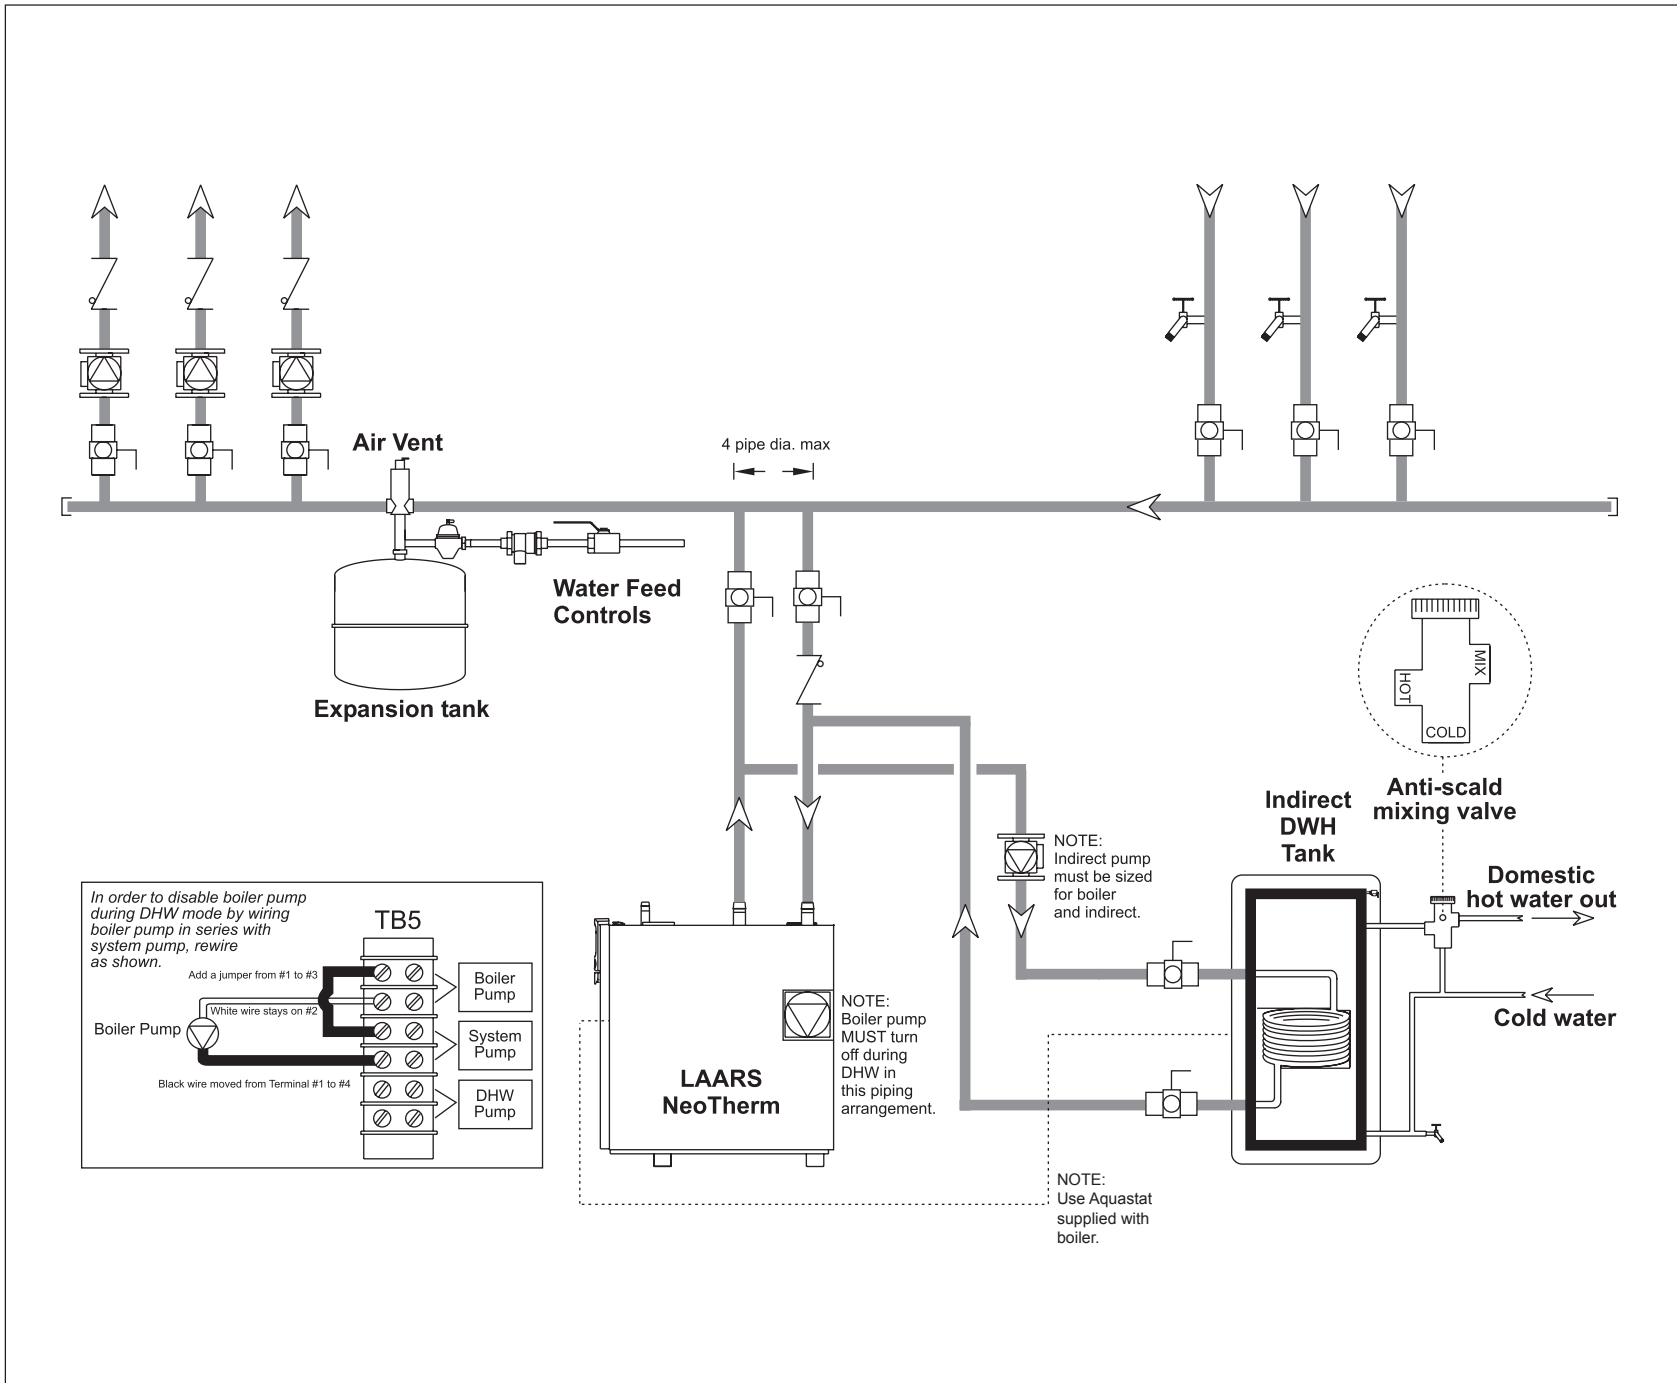 Air Vent
4 pipe dia. max
Water Feed
Controls
Expansion tank
MIX
HOT
COLD
Anti-scald
mixing valve
Indirect
DWH
Tank
NOTE:
Indirect pump
must be sized
for boiler
and indirect.
Domestic
hot water out
Cold water
In order to disable boiler pump
during DHW mode by wiring
boiler pump in series with
system pump, rewire
as shown.
TB5
Add a jumper from #1 to #3
White wire stays on #2
Boiler Pump
Black wire moved from Terminal #1 to #4
Boiler
Pump
System
Pump
DHW
Pump
LAARS
NeoTherm
NOTE:
Boiler pump
MUST turn
off during
DHW in
this piping
arrangement.
NOTE:
Use Aquastat
supplied with
boiler.